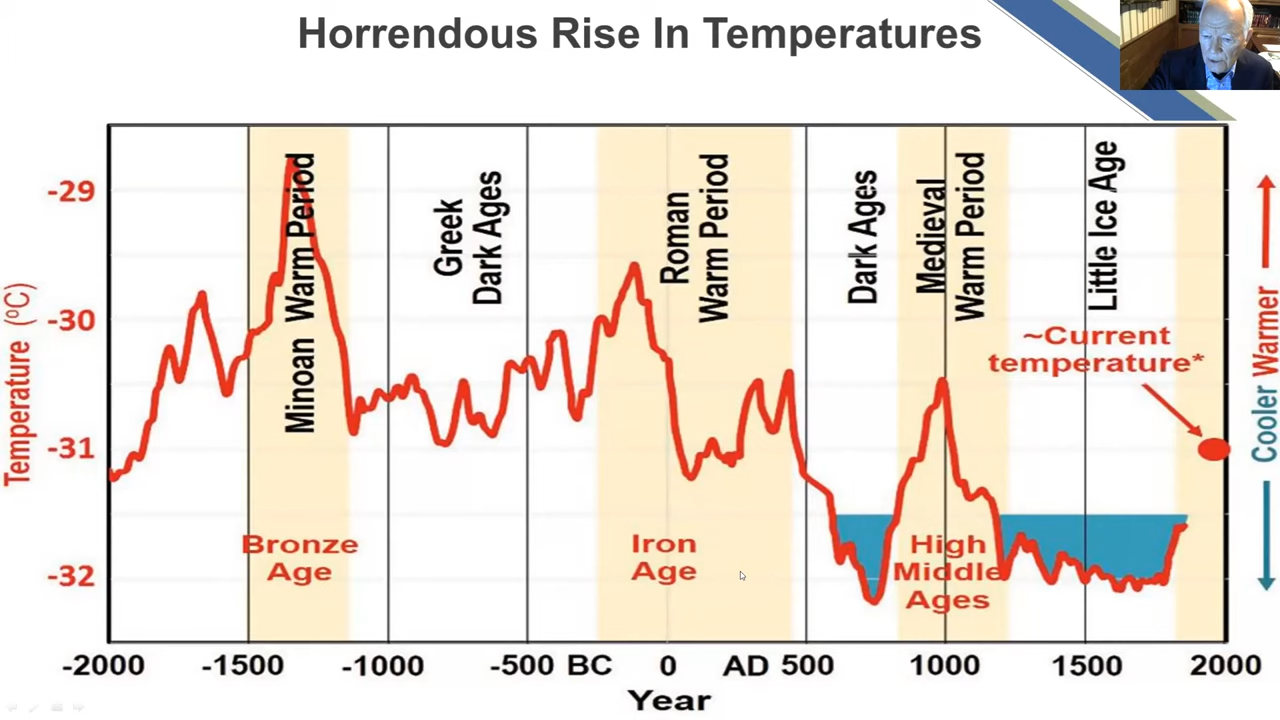 Horrendous Rise In Temperatures
Temperature (ºC)
-29
-30
-31
-32
Minoan Warm Period
Greek
Dark Ages
Roman
Warm Period
Dark Ages
Medieval
Warm Period
Little Ice Age
~Current
temperature*
Cooler Warmer
Bronze
Age
Iron
Age
High
Middle
Ages
-2000 -1500 -1000 -500 BC 0 AD 500 1000 1500 2000
Year